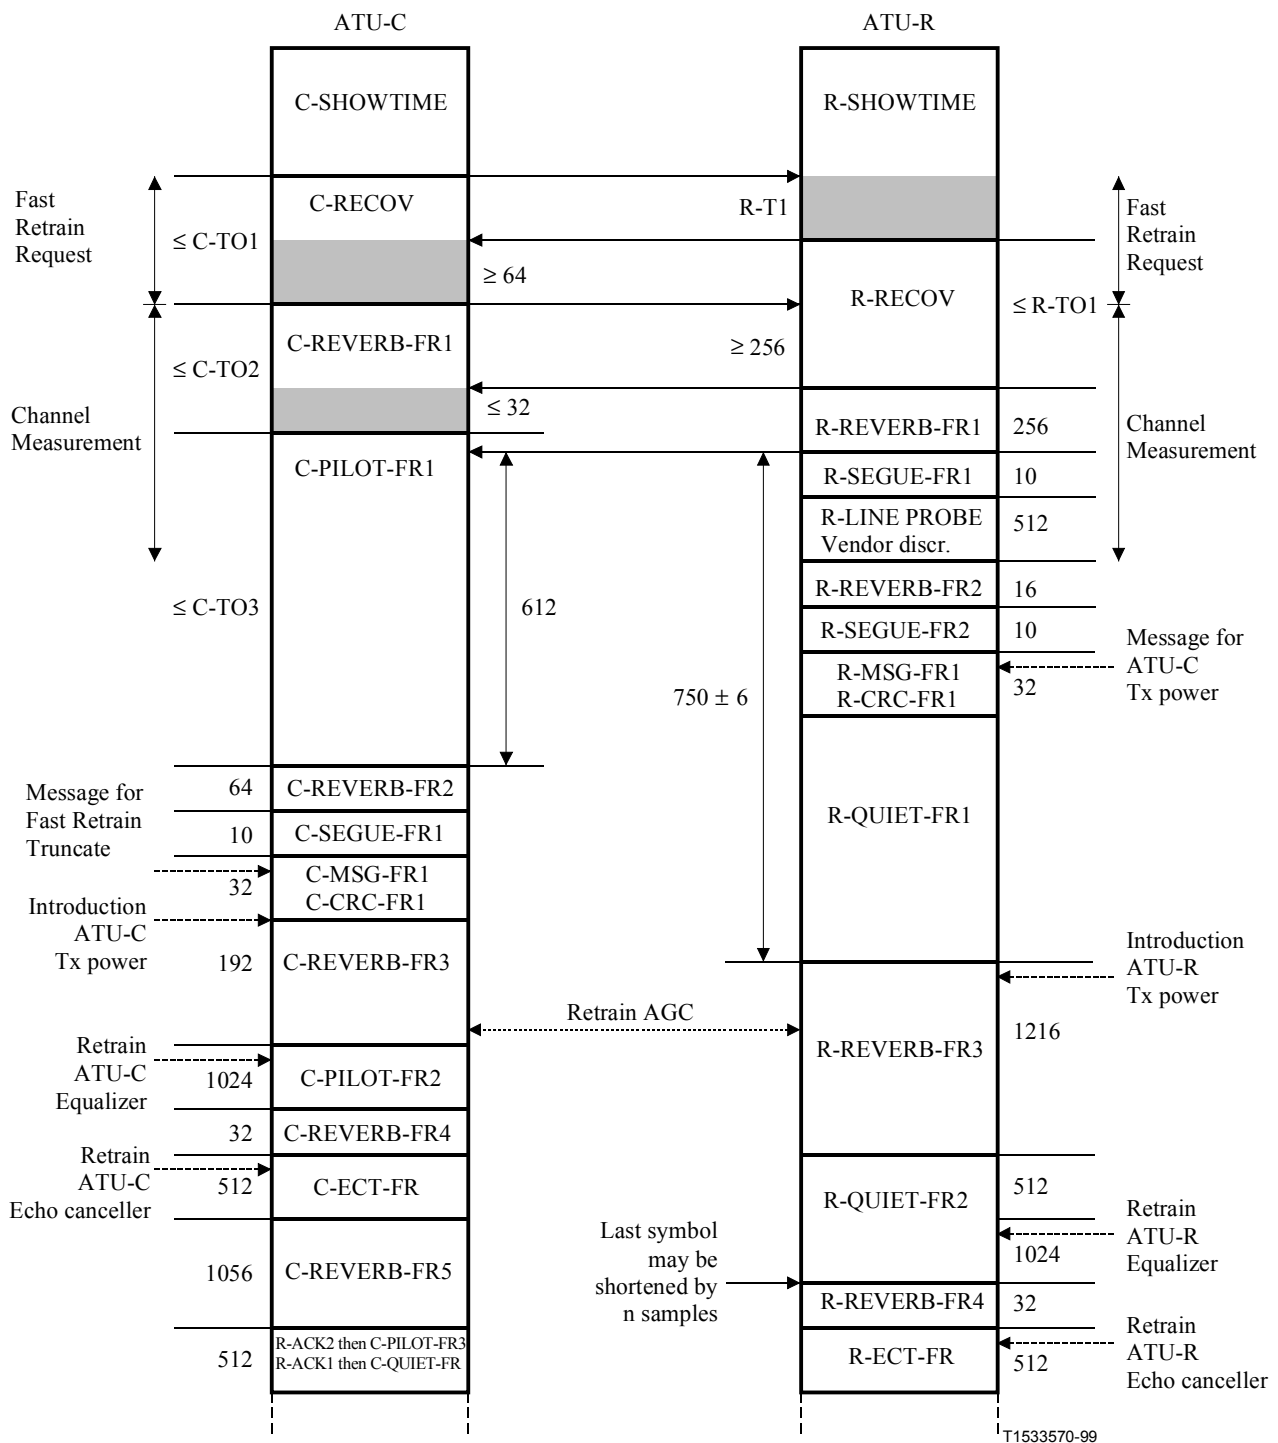 ATU-C
ATU-R
C-SHOWTIME
R-SHOWTIME
Fast
Retrain
Request
≤ C-TO1
C-RECOV
R-T1
Fast
Retrain
Request
≥ 64
R-RECOV
≤ R-TO1
C-REVERB-FR1
≥ 256
≤ C-TO2
≤ 32
Channel
Measurement
R-REVERB-FR1
256
Channel
Measurement
C-PILOT-FR1
R-SEGUE-FR1
10
R-LINE PROBE
Vendor discr.
512
R-REVERB-FR2
16
≤ C-TO3
612
R-SEGUE-FR2
10
Message for
ATU-C
Tx power
R-MSG-FR1
R-CRC-FR1
32
750 ± 6
64
C-REVERB-FR2
Message for
Fast Retrain
Truncate
R-QUIET-FR1
10
C-SEGUE-FR1
32
C-MSG-FR1
C-CRC-FR1
Introduction
ATU-C
Tx power
192
C-REVERB-FR3
Introduction
ATU-R
Tx power
Retrain AGC
1216
R-REVERB-FR3
Retrain
ATU-C
Equalizer
1024
C-PILOT-FR2
32
C-REVERB-FR4
Retrain
ATU-C
Echo canceller
512
C-ECT-FR
R-QUIET-FR2
512
Retrain
ATU-R
Equalizer
1024
Last symbol
may be
shortened by
n samples
1056
C-REVERB-FR5
R-REVERB-FR4
32
Retrain
ATU-R
Echo canceller
512
R-ACK2 then C-PILOT-FR3
R-ACK1 then C-QUIET-FR
R-ECT-FR
512
T1533570-99